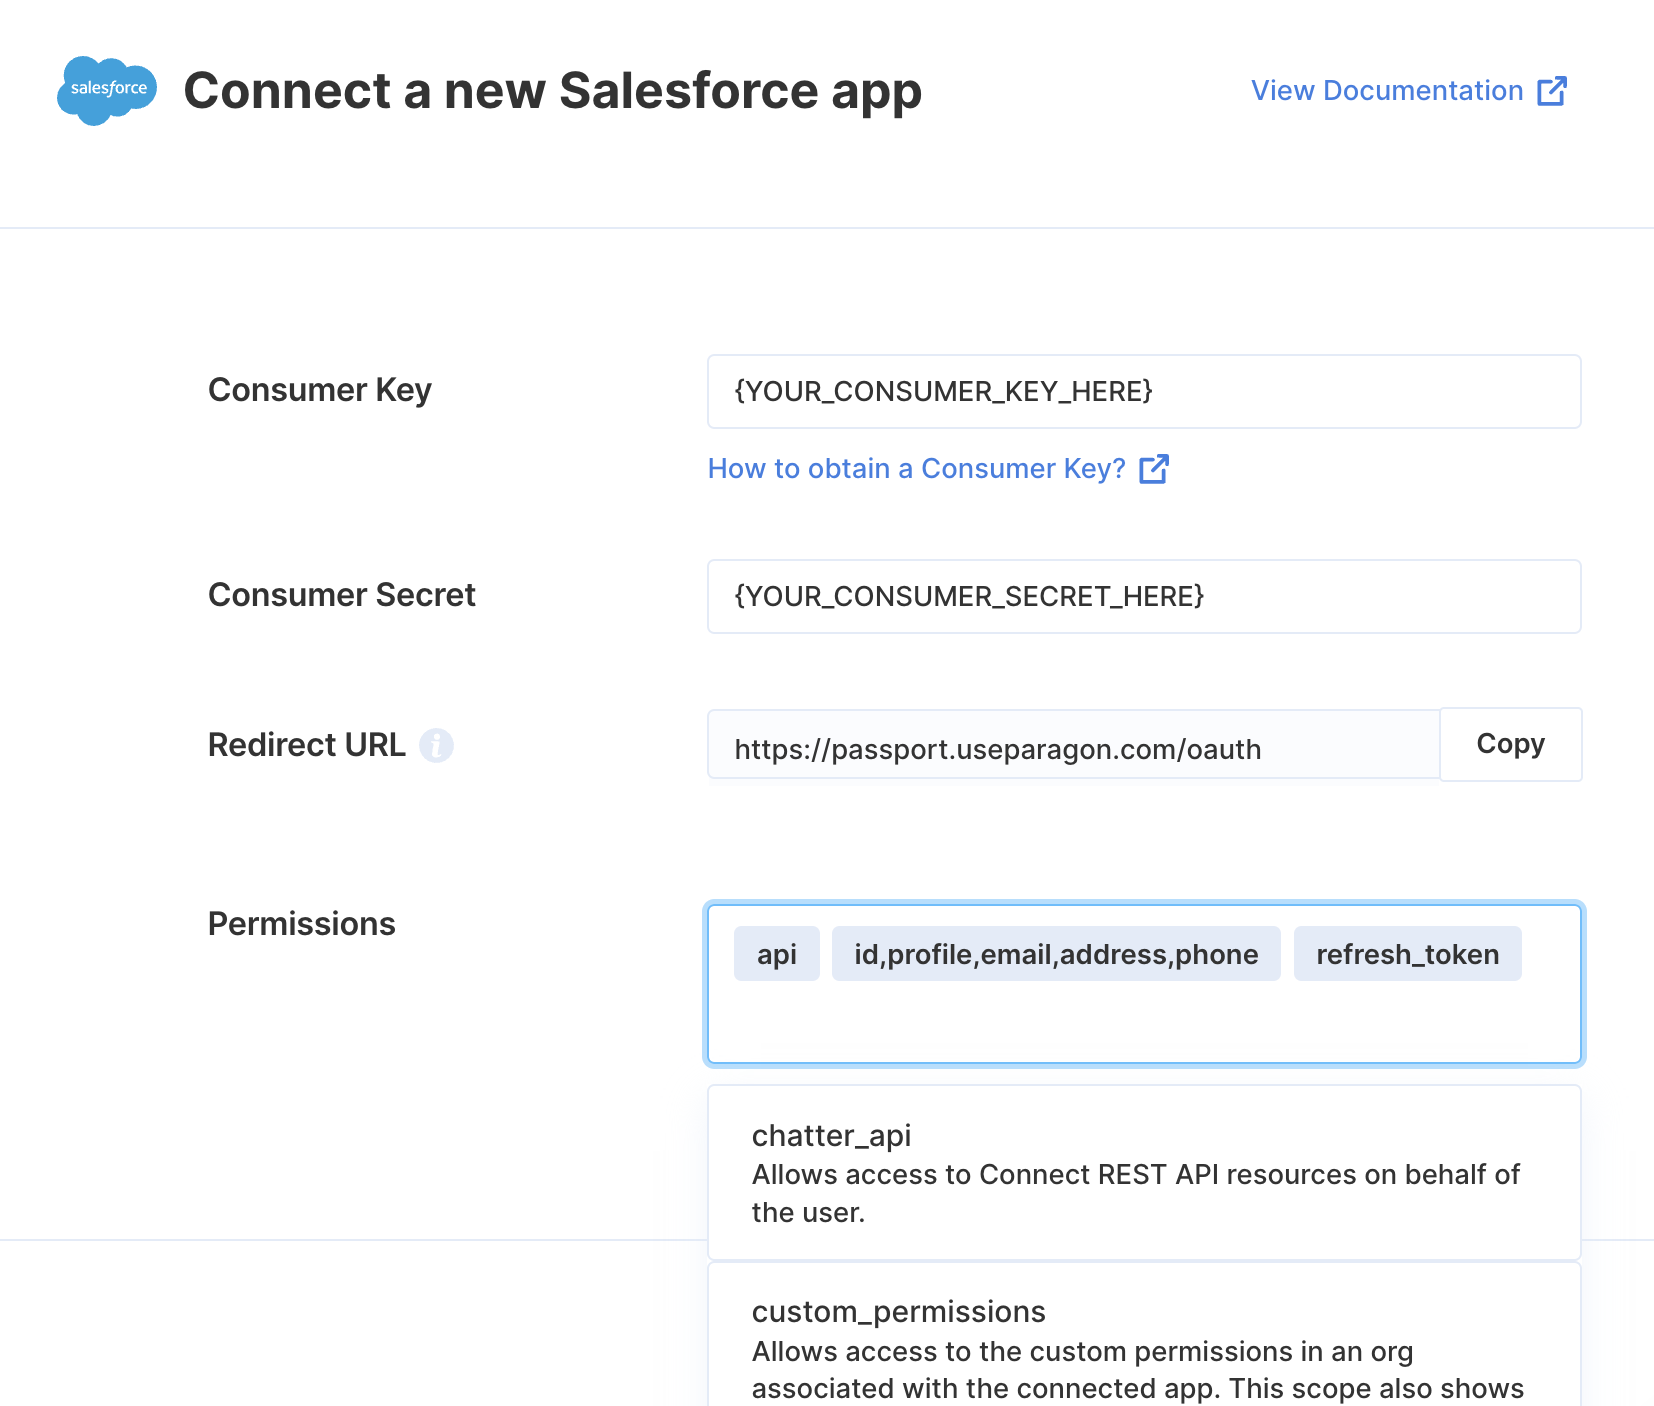 salesforce
Connect a new Salesforce app
View Documentation
Consumer Key
{YOUR_CONSUMER_KEY_HERE}
How to obtain a Consumer Key?
Consumer Secret
{YOUR_CONSUMER_SECRET_HERE}
Redirect URL i
https://passport.useparagon.com/oauth
Copy
Permissions
api id,profile,email,address,phone refresh_token
chatter_api
Allows access to Connect REST API resources on behalf of
the user.
custom_permissions
Allows access to the custom permissions in an org
associated with the connected app. This scope also shows